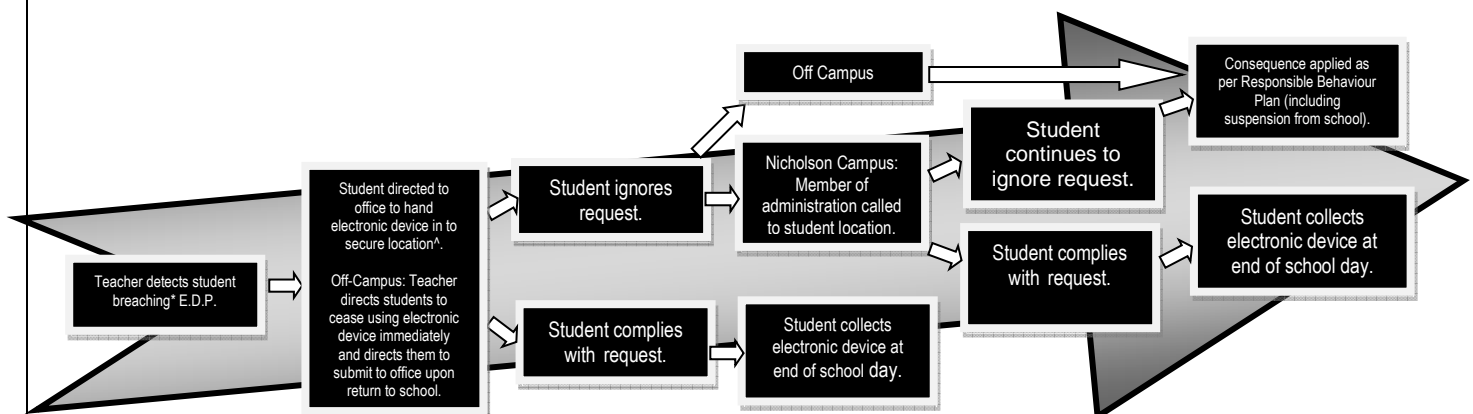 Teacher detects student
breaching* E.D.P.
Student directed to
office to hand
electronic device in to
secure location^.
Off-Campus: Teacher
directs students to
cease using electronic
device immediately
and directs them to
submit to office upon
return to school.
Student ignores
request.
Student complies
with request.
Off Campus
Nicholson Campus:
Member of
administration called
to student location.
Student collects
electronic device at
end of school day.
Student
continues to
ignore request.
Student complies
with request.
Consequence applied as
per Responsible Behaviour
Plan (including
suspension from school).
Student collects
electronic device at
end of school day.